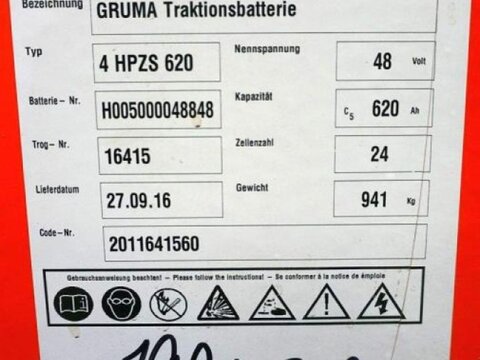 Bezeichnung GRUMA Traktionsbatterie
Typ 4 HPZS 620 Nennspannung 48 Volt
Batterie-Nr. H005000048848 Kapazität C5 620 Ah
Trog-Nr. 16415 Zellenzahl 24
Lieferdatum 27.09.16 Gewicht 941 Kg
Code-Nr. 2011641560
Gebrauchsanweisung beachten! – Please follow the instructions! – Se conformer à la notice de émploie